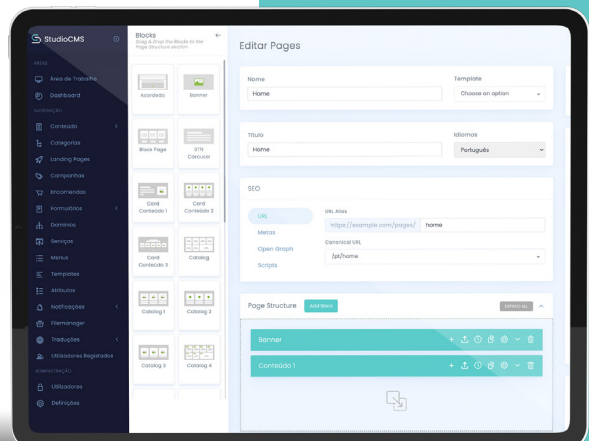 StudioCMS
ÁREAS
Área de Trabalho
Dashboard
NAVEGAÇÃO
Conteúdo
Categorias
Landing Pages
Campanhas
Encomendas
Formulários
Domínios
Serviços
Menus
Templates
Atributos
Notificações
Filemanager
Traduções
Utilizadores Registados
ADMINISTRAÇÃO
Utilizadores
Definições
Blocks
Drag & Drop the Blocks to the
Page Structure section
Acordeão
Banner
Block Page
BTN
Carousel
Card
Conteúdo 1
Card
Conteúdo 2
Card
Conteúdo 3
Catalog
Catalog 1
Catalog 2
Catalog 3
Catalog 4
Editar Pages
Nome
Home
Template
Choose an option
Título
Home
Idiomas
Português
SEO
URL
Metas
Open Graph
Scripts
URL Alias
https://example.com/pages/
home
Canonical URL
/pt/home
Page Structure
Add Block
EXPAND ALL
Banner
Conteúdo 1